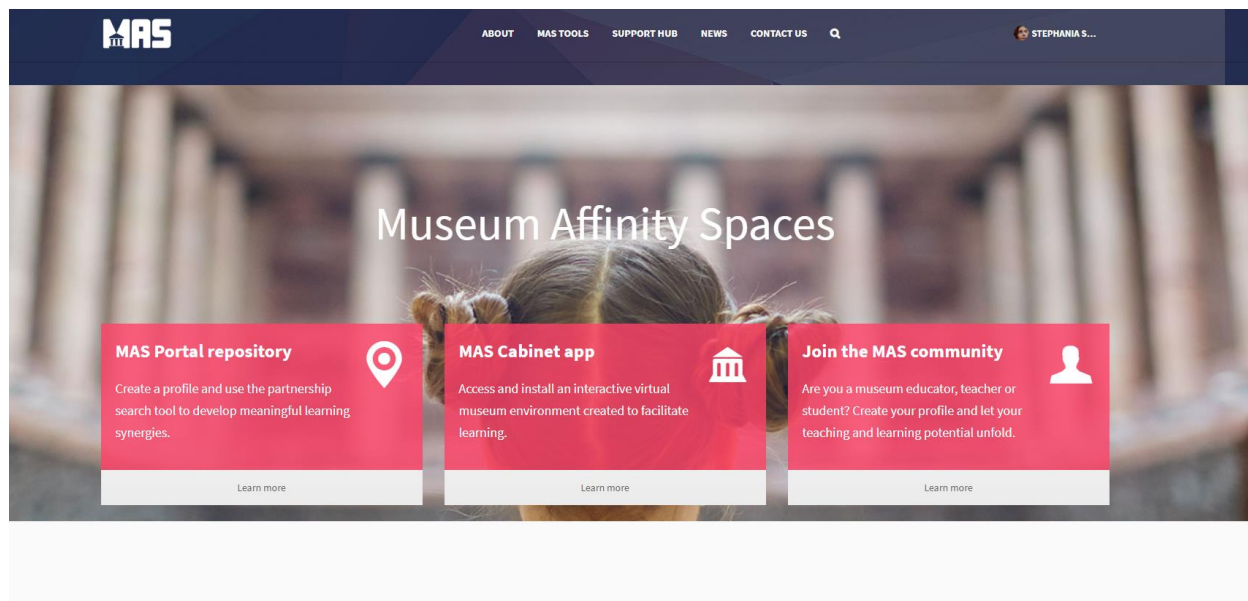 MAS
ABOUT MAS TOOLS SUPPORT HUB NEWS CONTACT US
STEPHANIA S...
Museum Affinity Spaces
MAS Portal repository
Create a profile and use the partnership
search tool to develop meaningful learning
synergies.
Learn more
MAS Cabinet app
Access and install an interactive virtual
museum environment created to facilitate
learning.
Learn more
Join the MAS community
Are you a museum educator, teacher or
student? Create your profile and let your
teaching and learning potential unfold.
Learn more